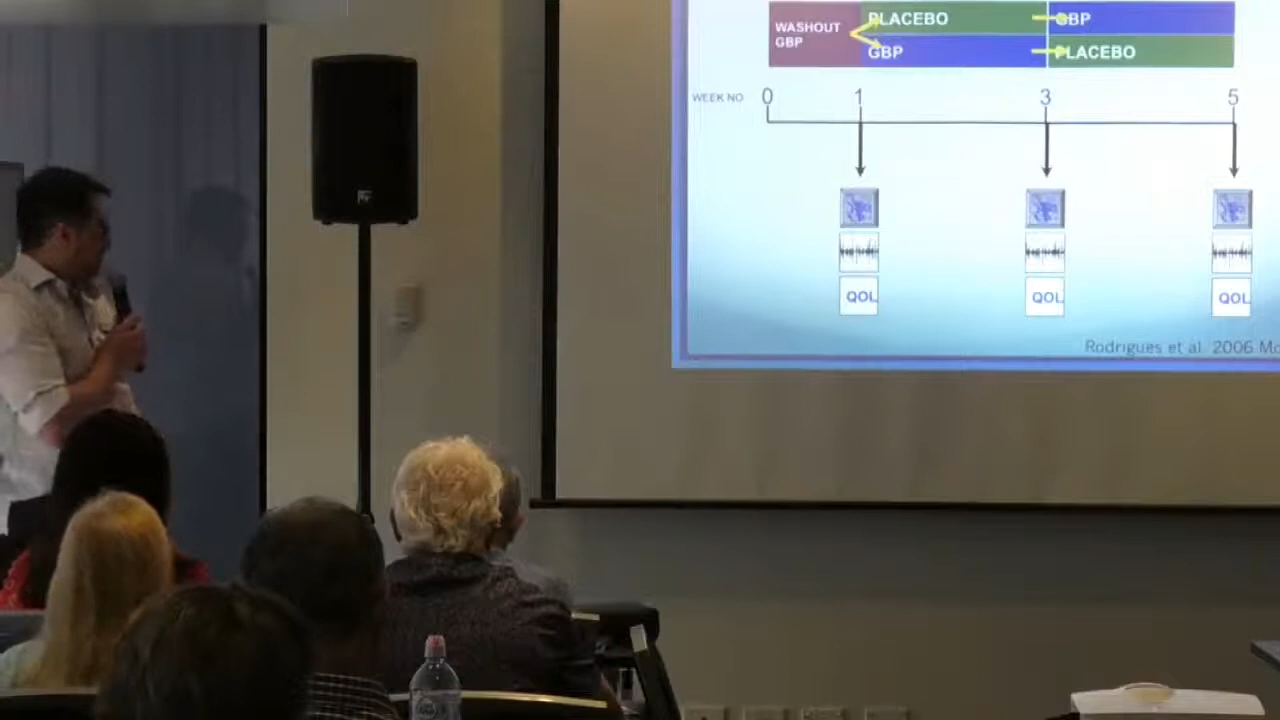 WASHOUT
GBP
PLACEBO
GBP
GBP
PLACEBO
WEEK NO
0 1 3 5
QOL QOL QOL
Rodrigues et al. 2006 Mo